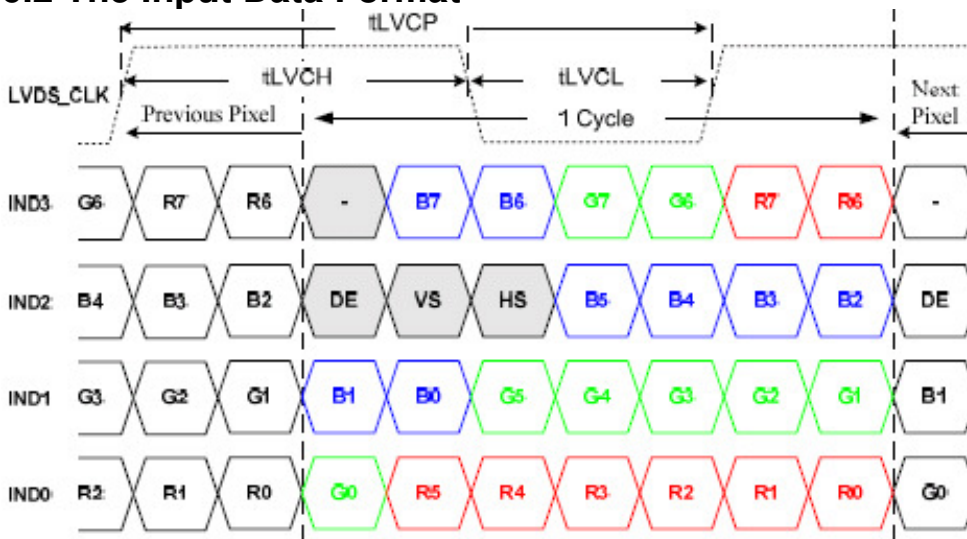 tLVCP
tLVCH tLVCL
LVDS_CLK Next
Previous Pixel 1 Cycle Pixel
IND3 G6 R7 R6 - B7 B6 G7 G6 R7 R6 -
IND2 B4 B3 B2 DE VS HS B5 B4 B3 B2 DE
IND1 G3 G2 G1 B1 B0 G5 G4 G3 G2 G1 B1
IND0 R2 R1 R0 G0 R5 R4 R3 R2 R1 R0 G0